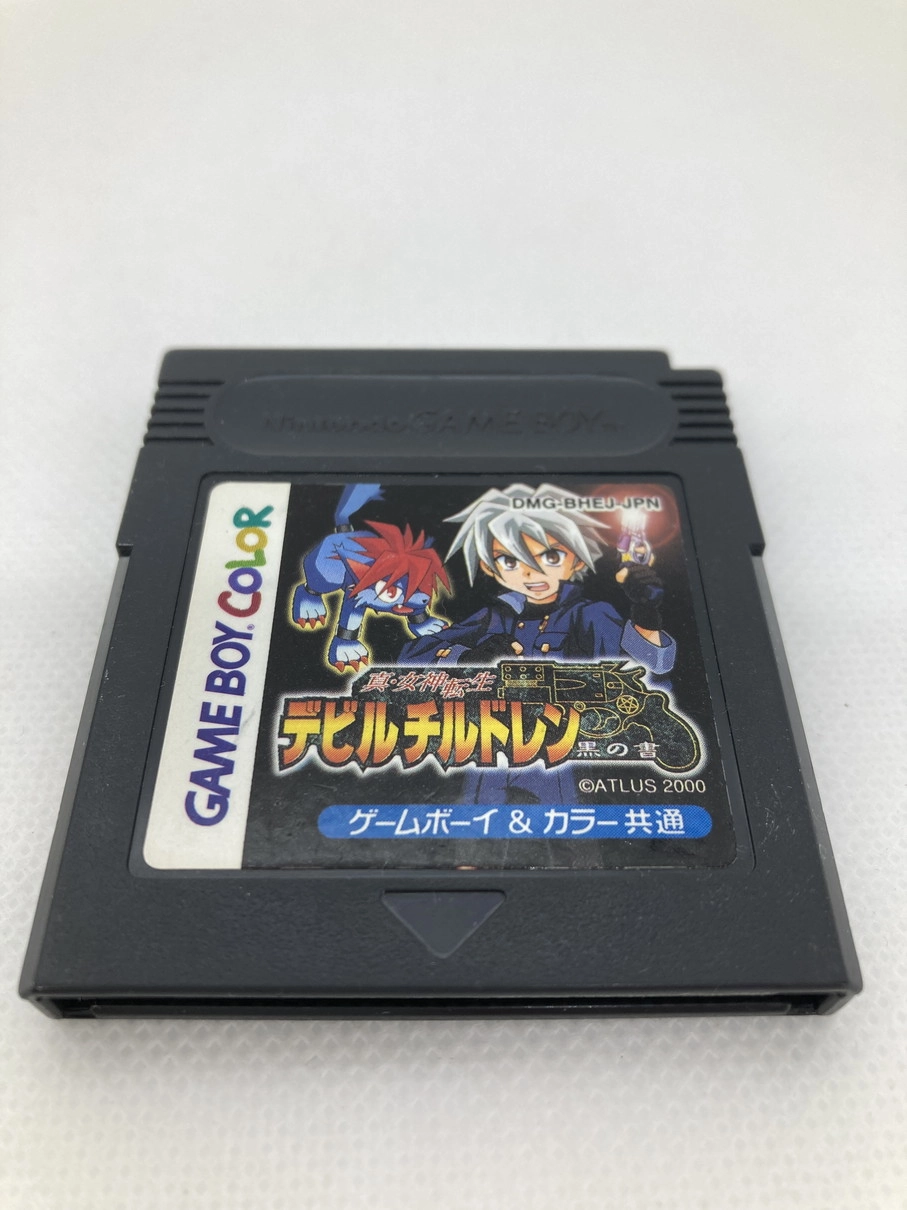 Nintendo GAME BOY
GAME BOY COLOR
DMG-BHEJ-JPN
真・女神転生
デビルチルドレン
黒の書
©ATLUS 2000
ゲームボーイ & カラー共通